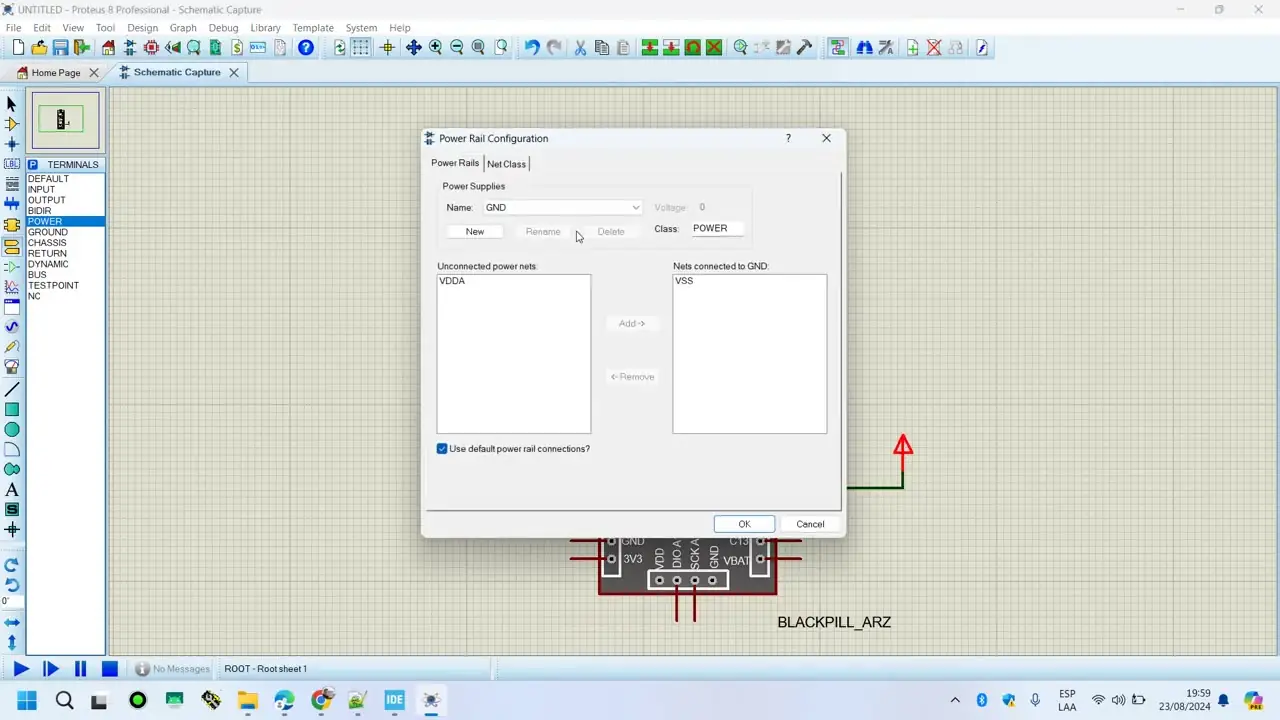 UNTITLED - Proteus 8 Professional - Schematic Capture
File Edit View Tool Design Graph Debug Library Template System Help
Home Page
Schematic Capture
P TERMINALS
DEFAULT
INPUT
OUTPUT
BIDIR
POWER
GROUND
CHASSIS
RETURN
DYNAMIC
BUS
TESTPOINT
NC
LBL
A
S
0°
Power Rail Configuration ?
Power Rails Net Class
Power Supplies
Name: GND Voltage: 0
New Rename Delete Class: POWER
Unconnected power nets: Nets connected to GND:
VDDA VSS
Add->
<-Remove
Use default power rail connections?
OK Cancel
GND
3V3
VDD
DIO A
SCK A
GND
C13
VBAT
BLACKPILL_ARZ
No Messages ROOT - Root sheet 1
IDE
ESP
LAA
19:59
23/08/2024
PRE